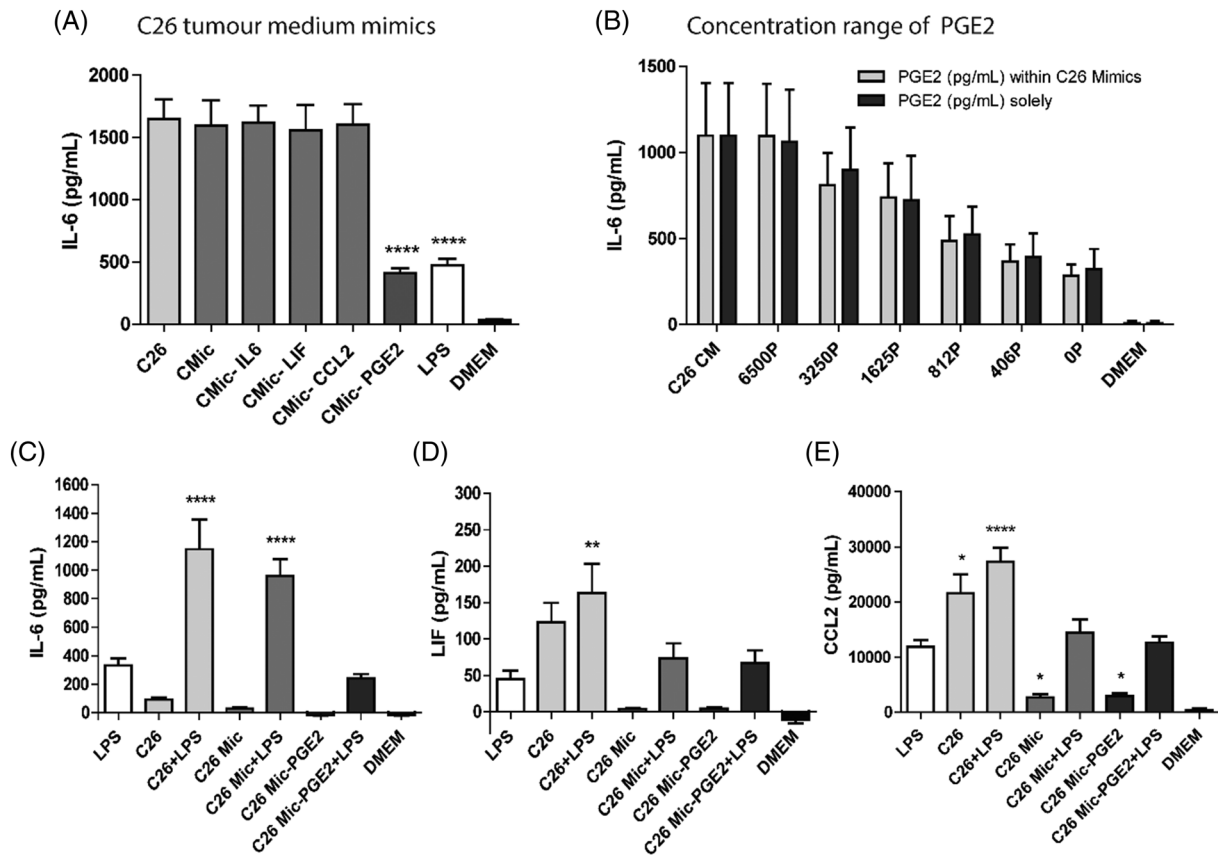 (A) C26 tumour medium mimics
IL-6 (pg/mL)
2000
1500
1000
500
0
**** ****
C26
CMic
CMic- IL6
CMic- LIF
CMic- CCL2
CMic- PGE2
LPS
DMEM
(B) Concentration range of PGE2
IL-6 (pg/mL)
1500
1000
500
0
PGE2 (pg/mL) within C26 Mimics
PGE2 (pg/mL) solely
C26 CM
6500P
3250P
1625P
812P
406P
0P
DMEM
(C)
IL-6 (pg/mL)
1600
1400
1200
1000
800
600
400
200
0
****
****
LPS
C26
C26+LPS
C26 Mic
C26 Mic+LPS
C26 Mic-PGE2
C26 Mic-PGE2+LPS
DMEM
(D)
LIF (pg/mL)
300
250
200
150
100
50
0
**
LPS
C26
C26+LPS
C26 Mic
C26 Mic+LPS
C26 Mic-PGE2
C26 Mic-PGE2+LPS
DMEM
(E)
CCL2 (pg/mL)
40000
30000
20000
10000
0
*
****
*
*
LPS
C26
C26+LPS
C26 Mic
C26 Mic+LPS
C26 Mic-PGE2
C26 Mic-PGE2+LPS
DMEM